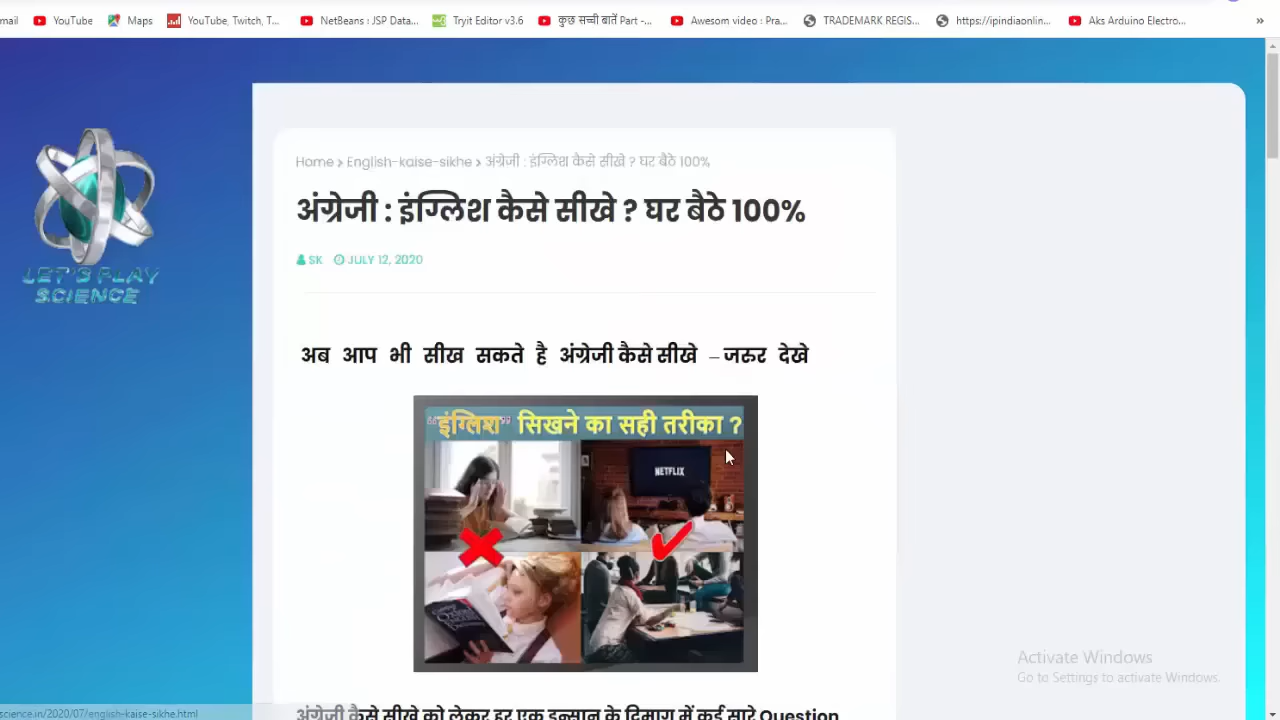 mail YouTube Maps YouTube, Twitch, T... NetBeans : JSP Data... Tryit Editor v3.6 कुछ सच्ची बातें Part -... Awesom video : Pra... TRADEMARK REGIS... https://ipindiaonlin... Aks Arduino Electro... »
LET'S PLAY
SCIENCE
Home > English-kaise-sikhe > अंग्रेजी : इंग्लिश कैसे सीखे ? घर बैठे 100%
अंग्रेजी : इंग्लिश कैसे सीखे ? घर बैठे 100%
SK JULY 12, 2020
अब आप भी सीख सकते है अंग्रेजी कैसे सीखे – जरुर देखे
"इंग्लिश" सिखने का सही तरीका ?
NETFLIX
Oxford
Activate Windows
Go to Settings to activate Windows.
science.in/2020/07/english-kaise-sikhe.html
अंग्रेजी कैसे सीखे को लेकर हर एक इन्सान के दिमाग में कई सारे Question